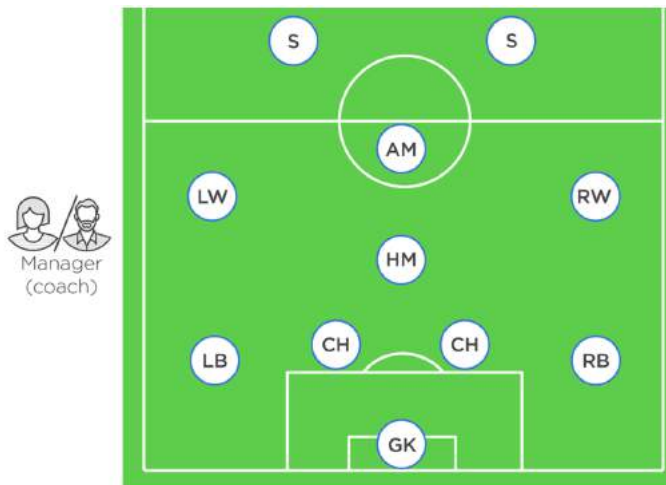 S S
AM
LW RW
Manager
(coach)
HM
CH CH
LB RB
GK